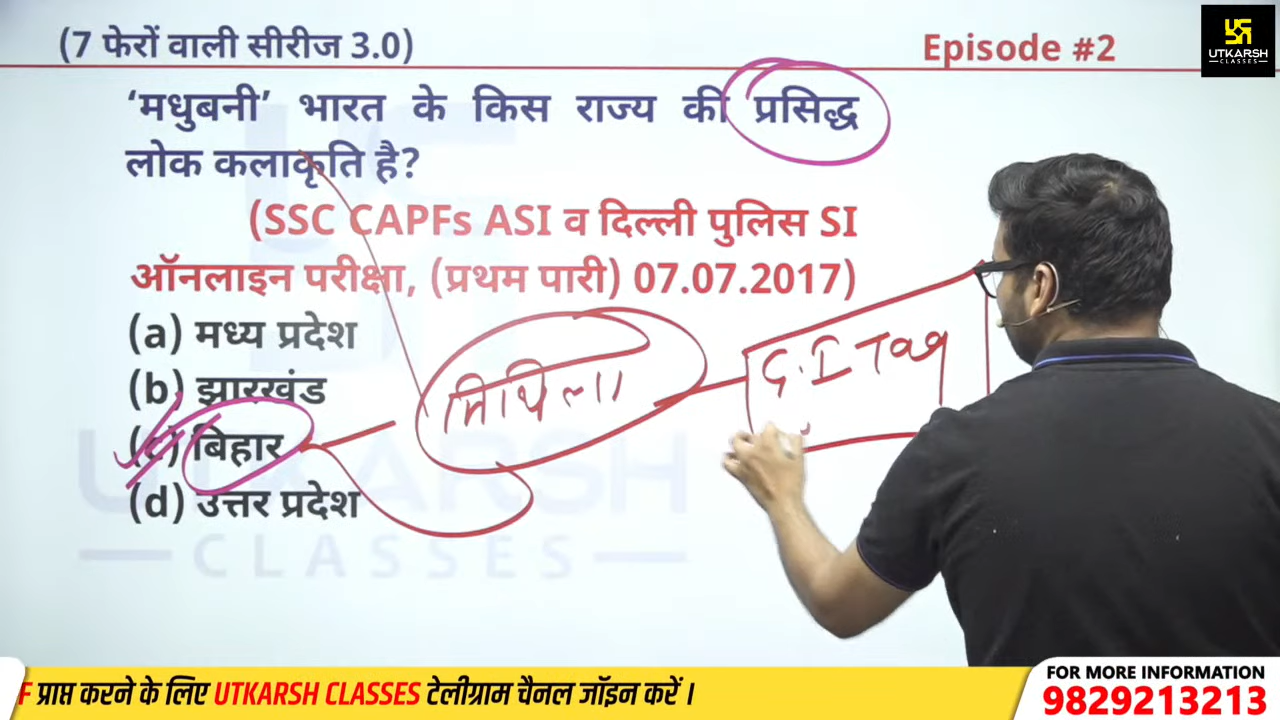 (7 फेरों वाली सीरीज 3.0)
Episode #2
UTKARSH
CLASSES
‘मधुबनी’ भारत के किस राज्य की प्रसिद्ध
लोक कलाकृति है?
(SSC CAPFs ASI व दिल्ली पुलिस SI
ऑनलाइन परीक्षा, (प्रथम पारी) 07.07.2017)
(a) मध्य प्रदेश
(b) झारखंड
(c) बिहार
(d) उत्तर प्रदेश
मिथिला
G.I Tag
UTKARSH
CLASSES
F प्राप्त करने के लिए UTKARSH CLASSES टेलीग्राम चैनल जॉइन करें ।
FOR MORE INFORMATION
9829213213